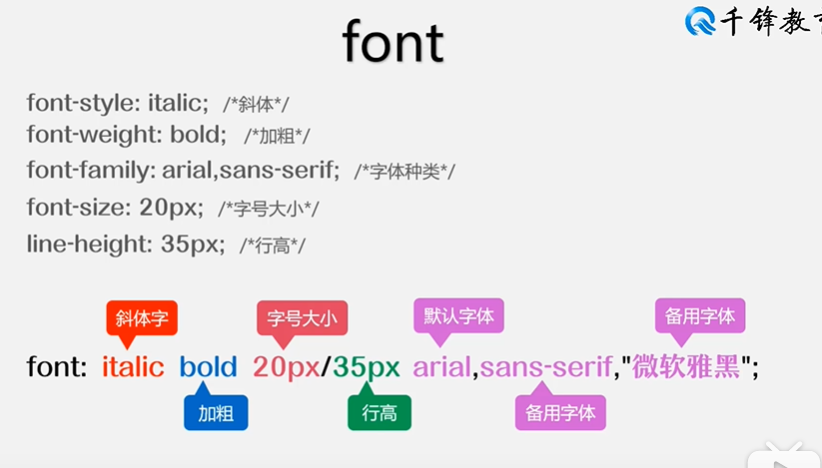 千锋教育
font
font-style: italic; /*斜体*/
font-weight: bold; /*加粗*/
font-family: arial,sans-serif; /*字体种类*/
font-size: 20px; /*字号大小*/
line-height: 35px; /*行高*/
斜体字 字号大小 默认字体 备用字体
font: italic bold 20px/35px arial,sans-serif,"微软雅黑";
加粗 行高 备用字体